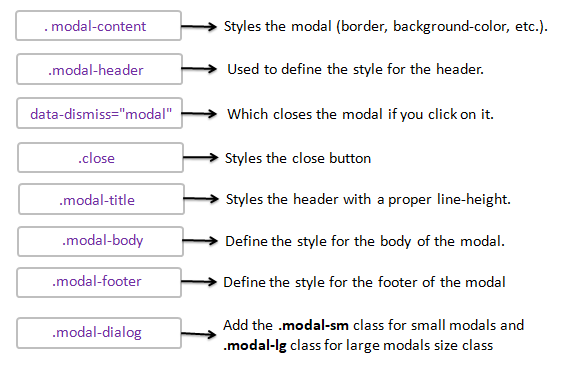 . modal-content Styles the modal (border, background-color, etc.).
.modal-header Used to define the style for the header.
data-dismiss="modal" Which closes the modal if you click on it.
.close Styles the close button
.modal-title Styles the header with a proper line-height.
.modal-body Define the style for the body of the modal.
.modal-footer Define the style for the footer of the modal
.modal-dialog Add the .modal-sm class for small modals and
.modal-lg class for large modals size class